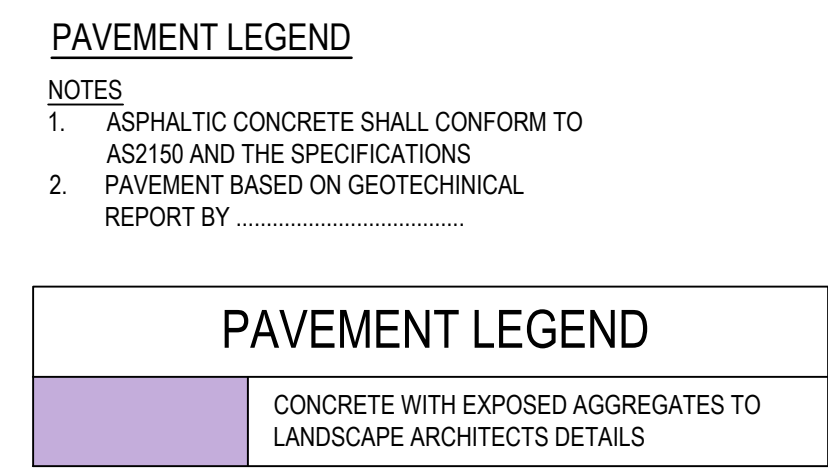 PAVEMENT LEGEND
NOTES
1. ASPHALTIC CONCRETE SHALL CONFORM TO
AS2150 AND THE SPECIFICATIONS
2. PAVEMENT BASED ON GEOTECHINICAL
REPORT BY ......................................
PAVEMENT LEGEND
CONCRETE WITH EXPOSED AGGREGATES TO
LANDSCAPE ARCHITECTS DETAILS